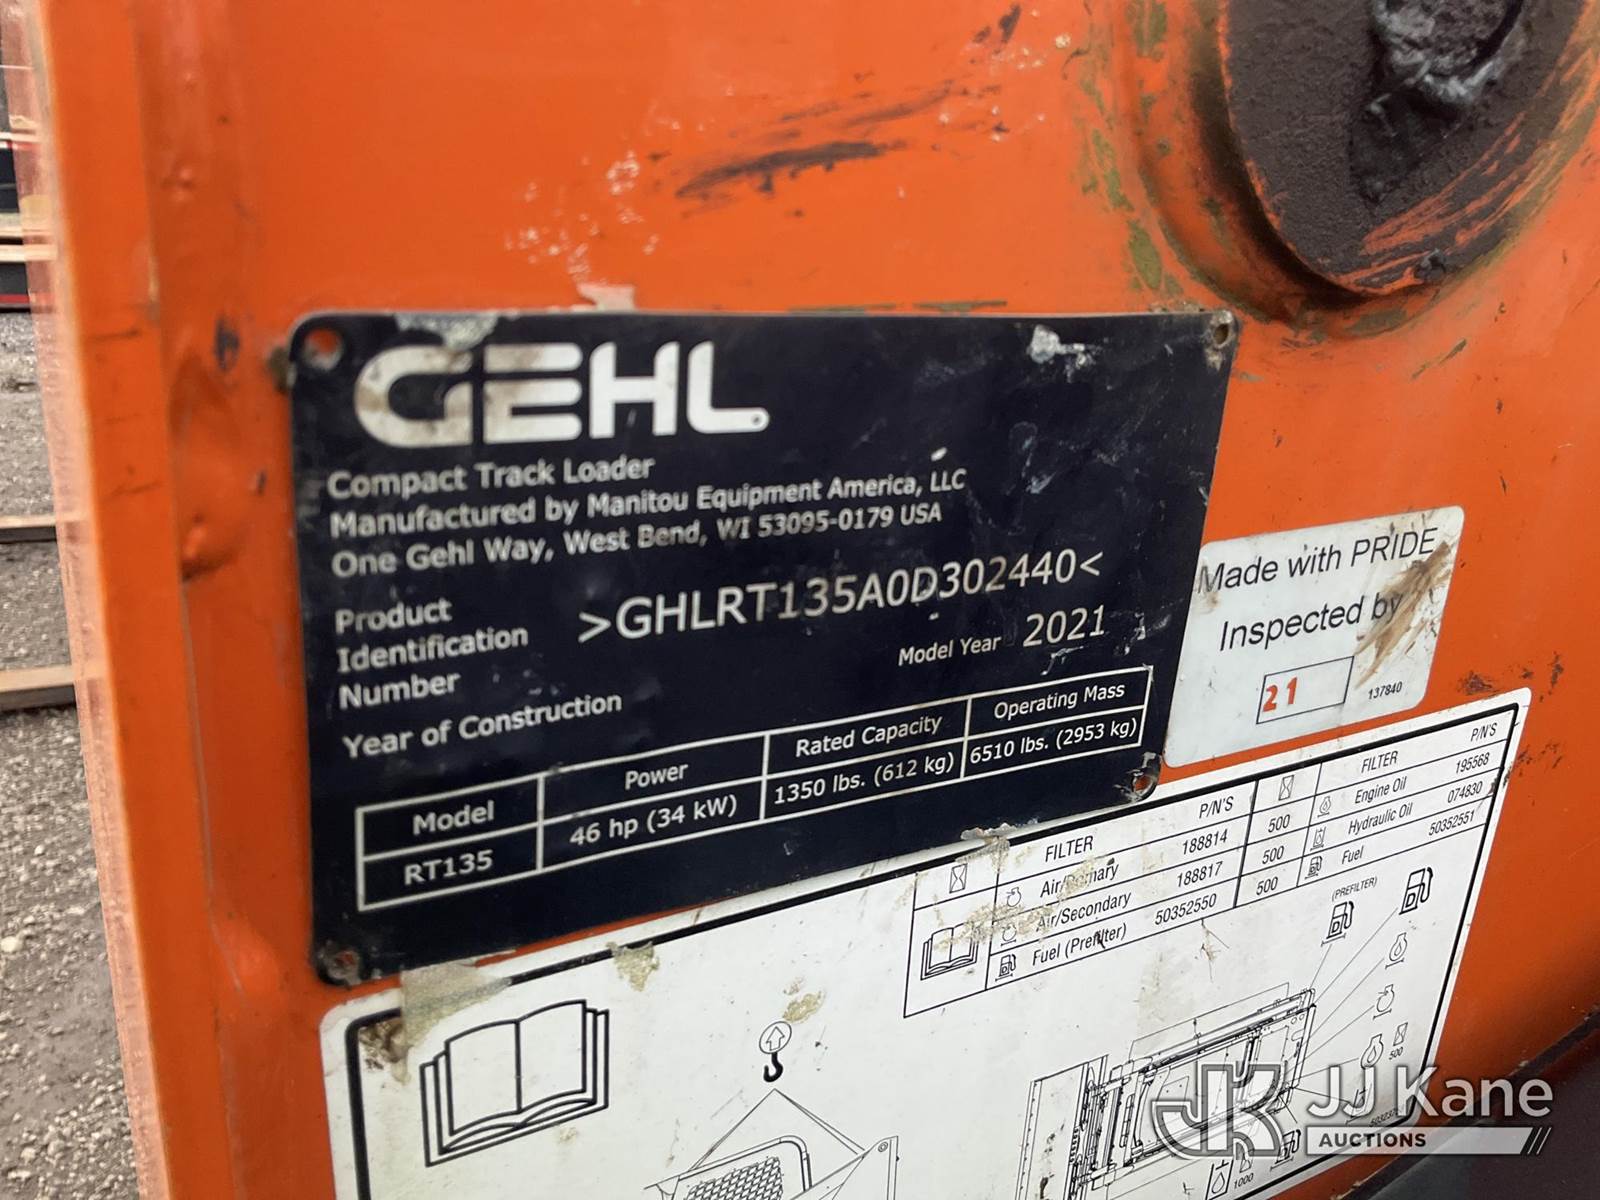 GEHL
Compact Track Loader
Manufactured by Manitou Equipment America, LLC
One Gehl Way, West Bend, WI 53095-0179 USA
Product
Identification
Number
>GHLRT135A0D302440<
Model Year 2021
Year of Construction
Model Power Rated Capacity Operating Mass
RT135 46 hp (34 kW) 1350 lbs. (612 kg) 6510 lbs. (2953 kg)
Made with PRIDE
Inspected by
21
137840
FILTER P/N'S
Air/Primary 188814 500
Air/Secondary 188817 500
Fuel (Prefilter) 50352550 500
FILTER P/N'S
Engine Oil 195568
Hydraulic Oil 074830
Fuel 50352551
(PREFILTER)
500
1000
JJ Kane
AUCTIONS